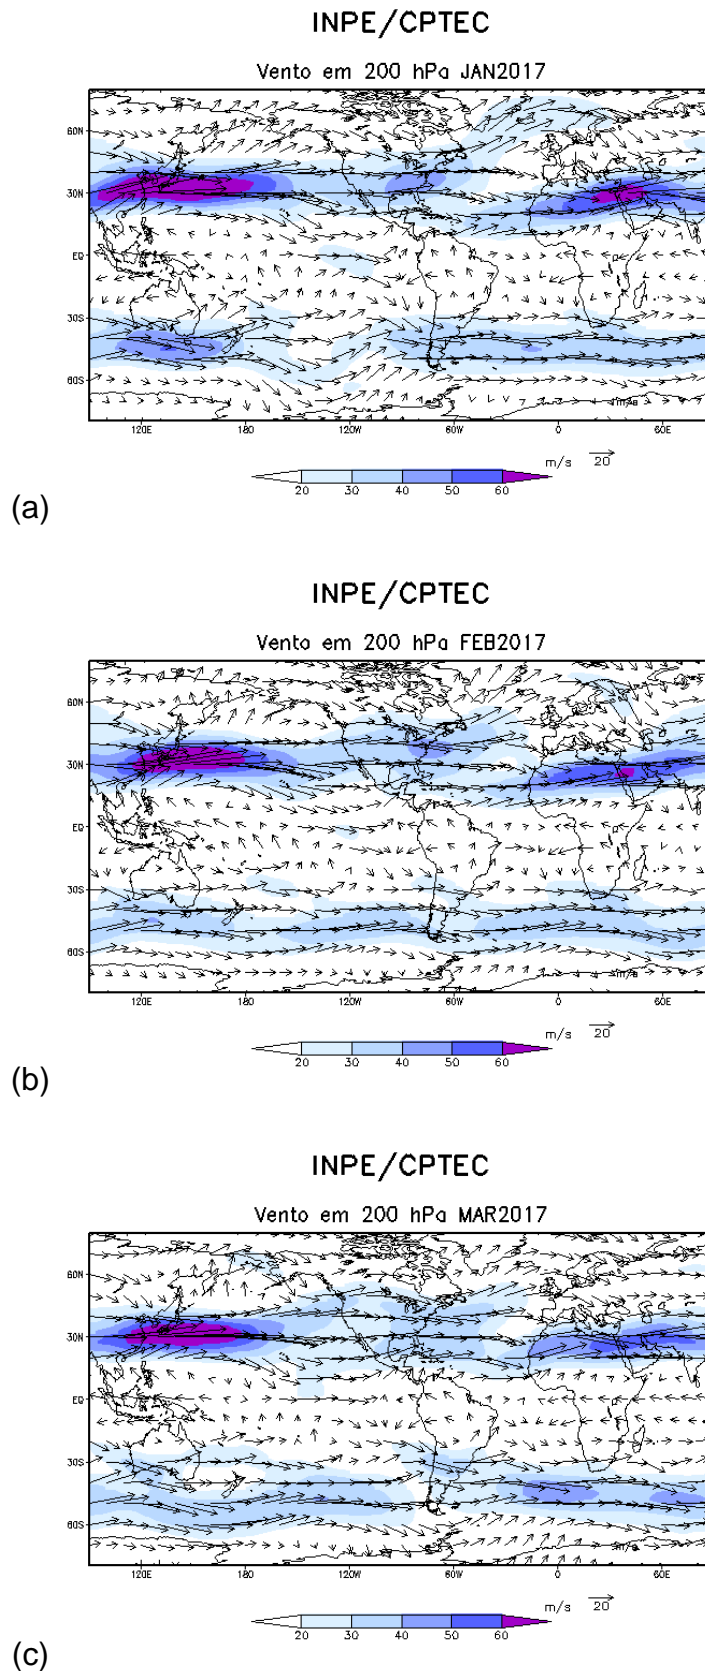 INPE/CPTEC
Vento em 200 hPa JAN2017
60N
30N
EQ
30S
60S
120E 180 120W 60W 0 60E
m/s 20
20 30 40 50 60
(a)
INPE/CPTEC
Vento em 200 hPa FEB2017
60N
30N
EQ
30S
60S
120E 180 120W 60W 0 60E
m/s 20
20 30 40 50 60
(b)
INPE/CPTEC
Vento em 200 hPa MAR2017
60N
30N
EQ
30S
60S
120E 180 120W 60W 0 60E
m/s 20
20 30 40 50 60
(c)